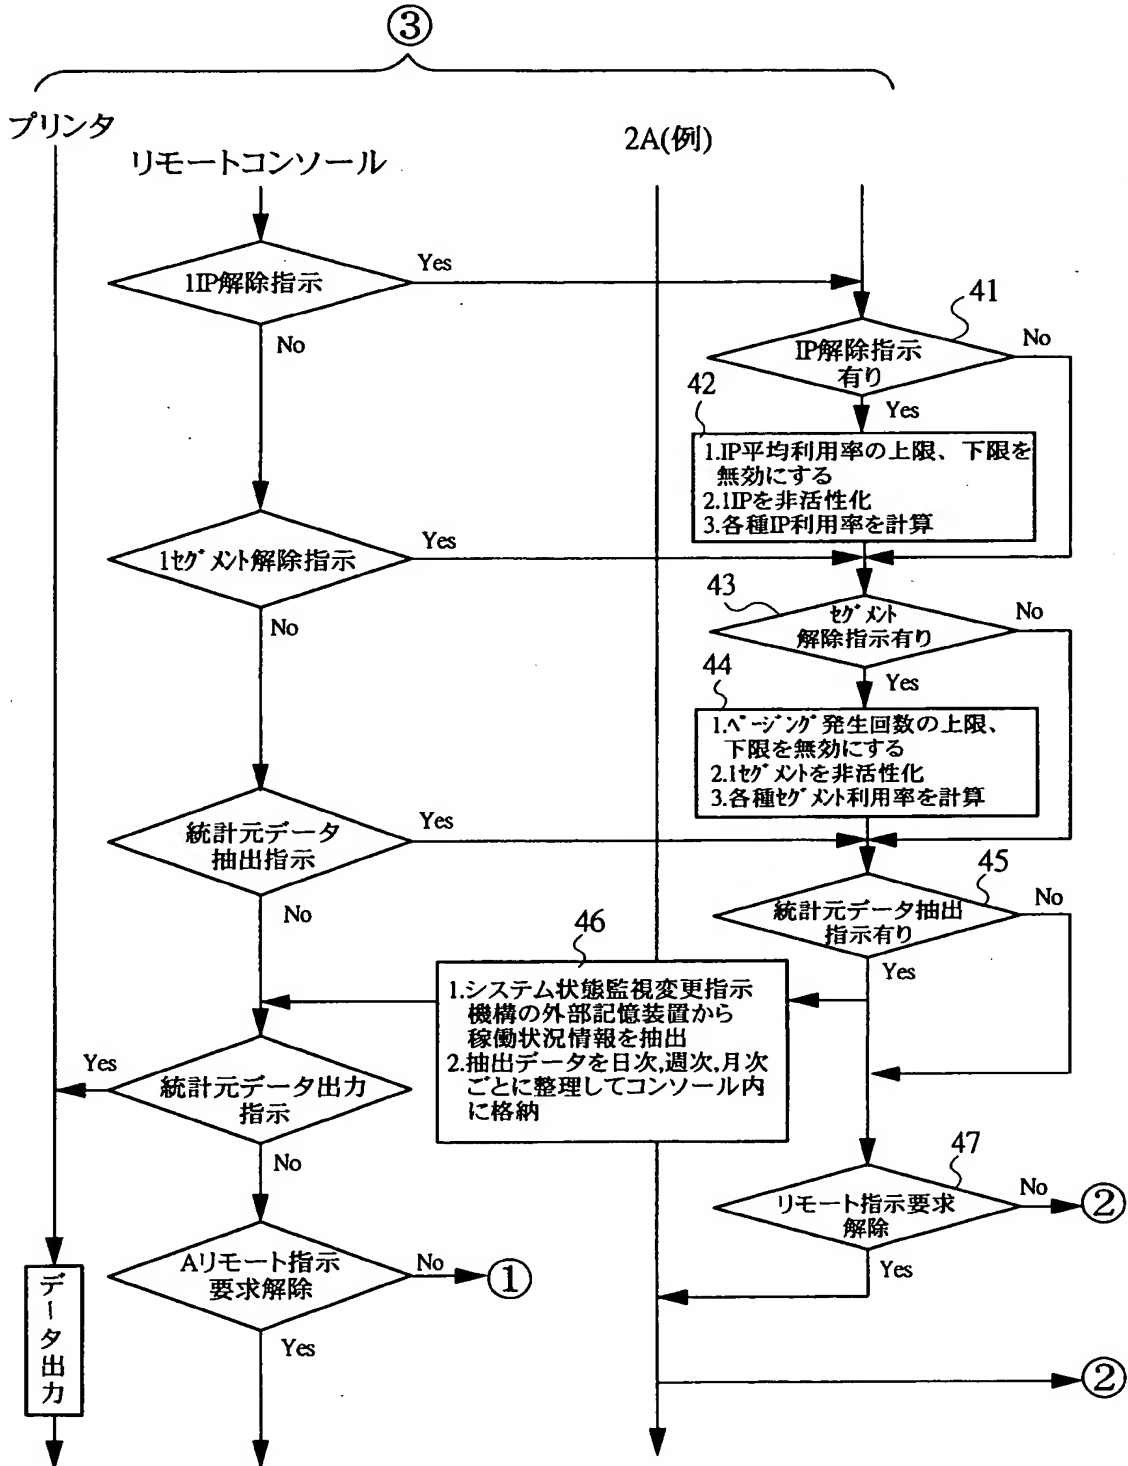 ③
プリンタ
リモートコンソール
2A(例)
1IP解除指示
Yes
No
41
IP解除指示
有り
No
Yes
42
1.IP平均利用率の上限、下限を
無効にする
2.1IPを非活性化
3.各種IP利用率を計算
1セグメント解除指示
Yes
No
43
セグメント
解除指示有り
No
Yes
44
1.ページング発生回数の上限、
下限を無効にする
2.1セグメントを非活性化
3.各種セグメント利用率を計算
統計元データ
抽出指示
Yes
No
45
統計元データ抽出
指示有り
No
Yes
46
1.システム状態監視変更指示
機構の外部記憶装置から
稼働状況情報を抽出
2.抽出データを日次,週次,月次
ごとに整理してコンソール内
に格納
統計元データ出力
指示
Yes
No
47
リモート指示要求
解除
No
②
Yes
Aリモート指示
要求解除
No
①
Yes
データ出力
②